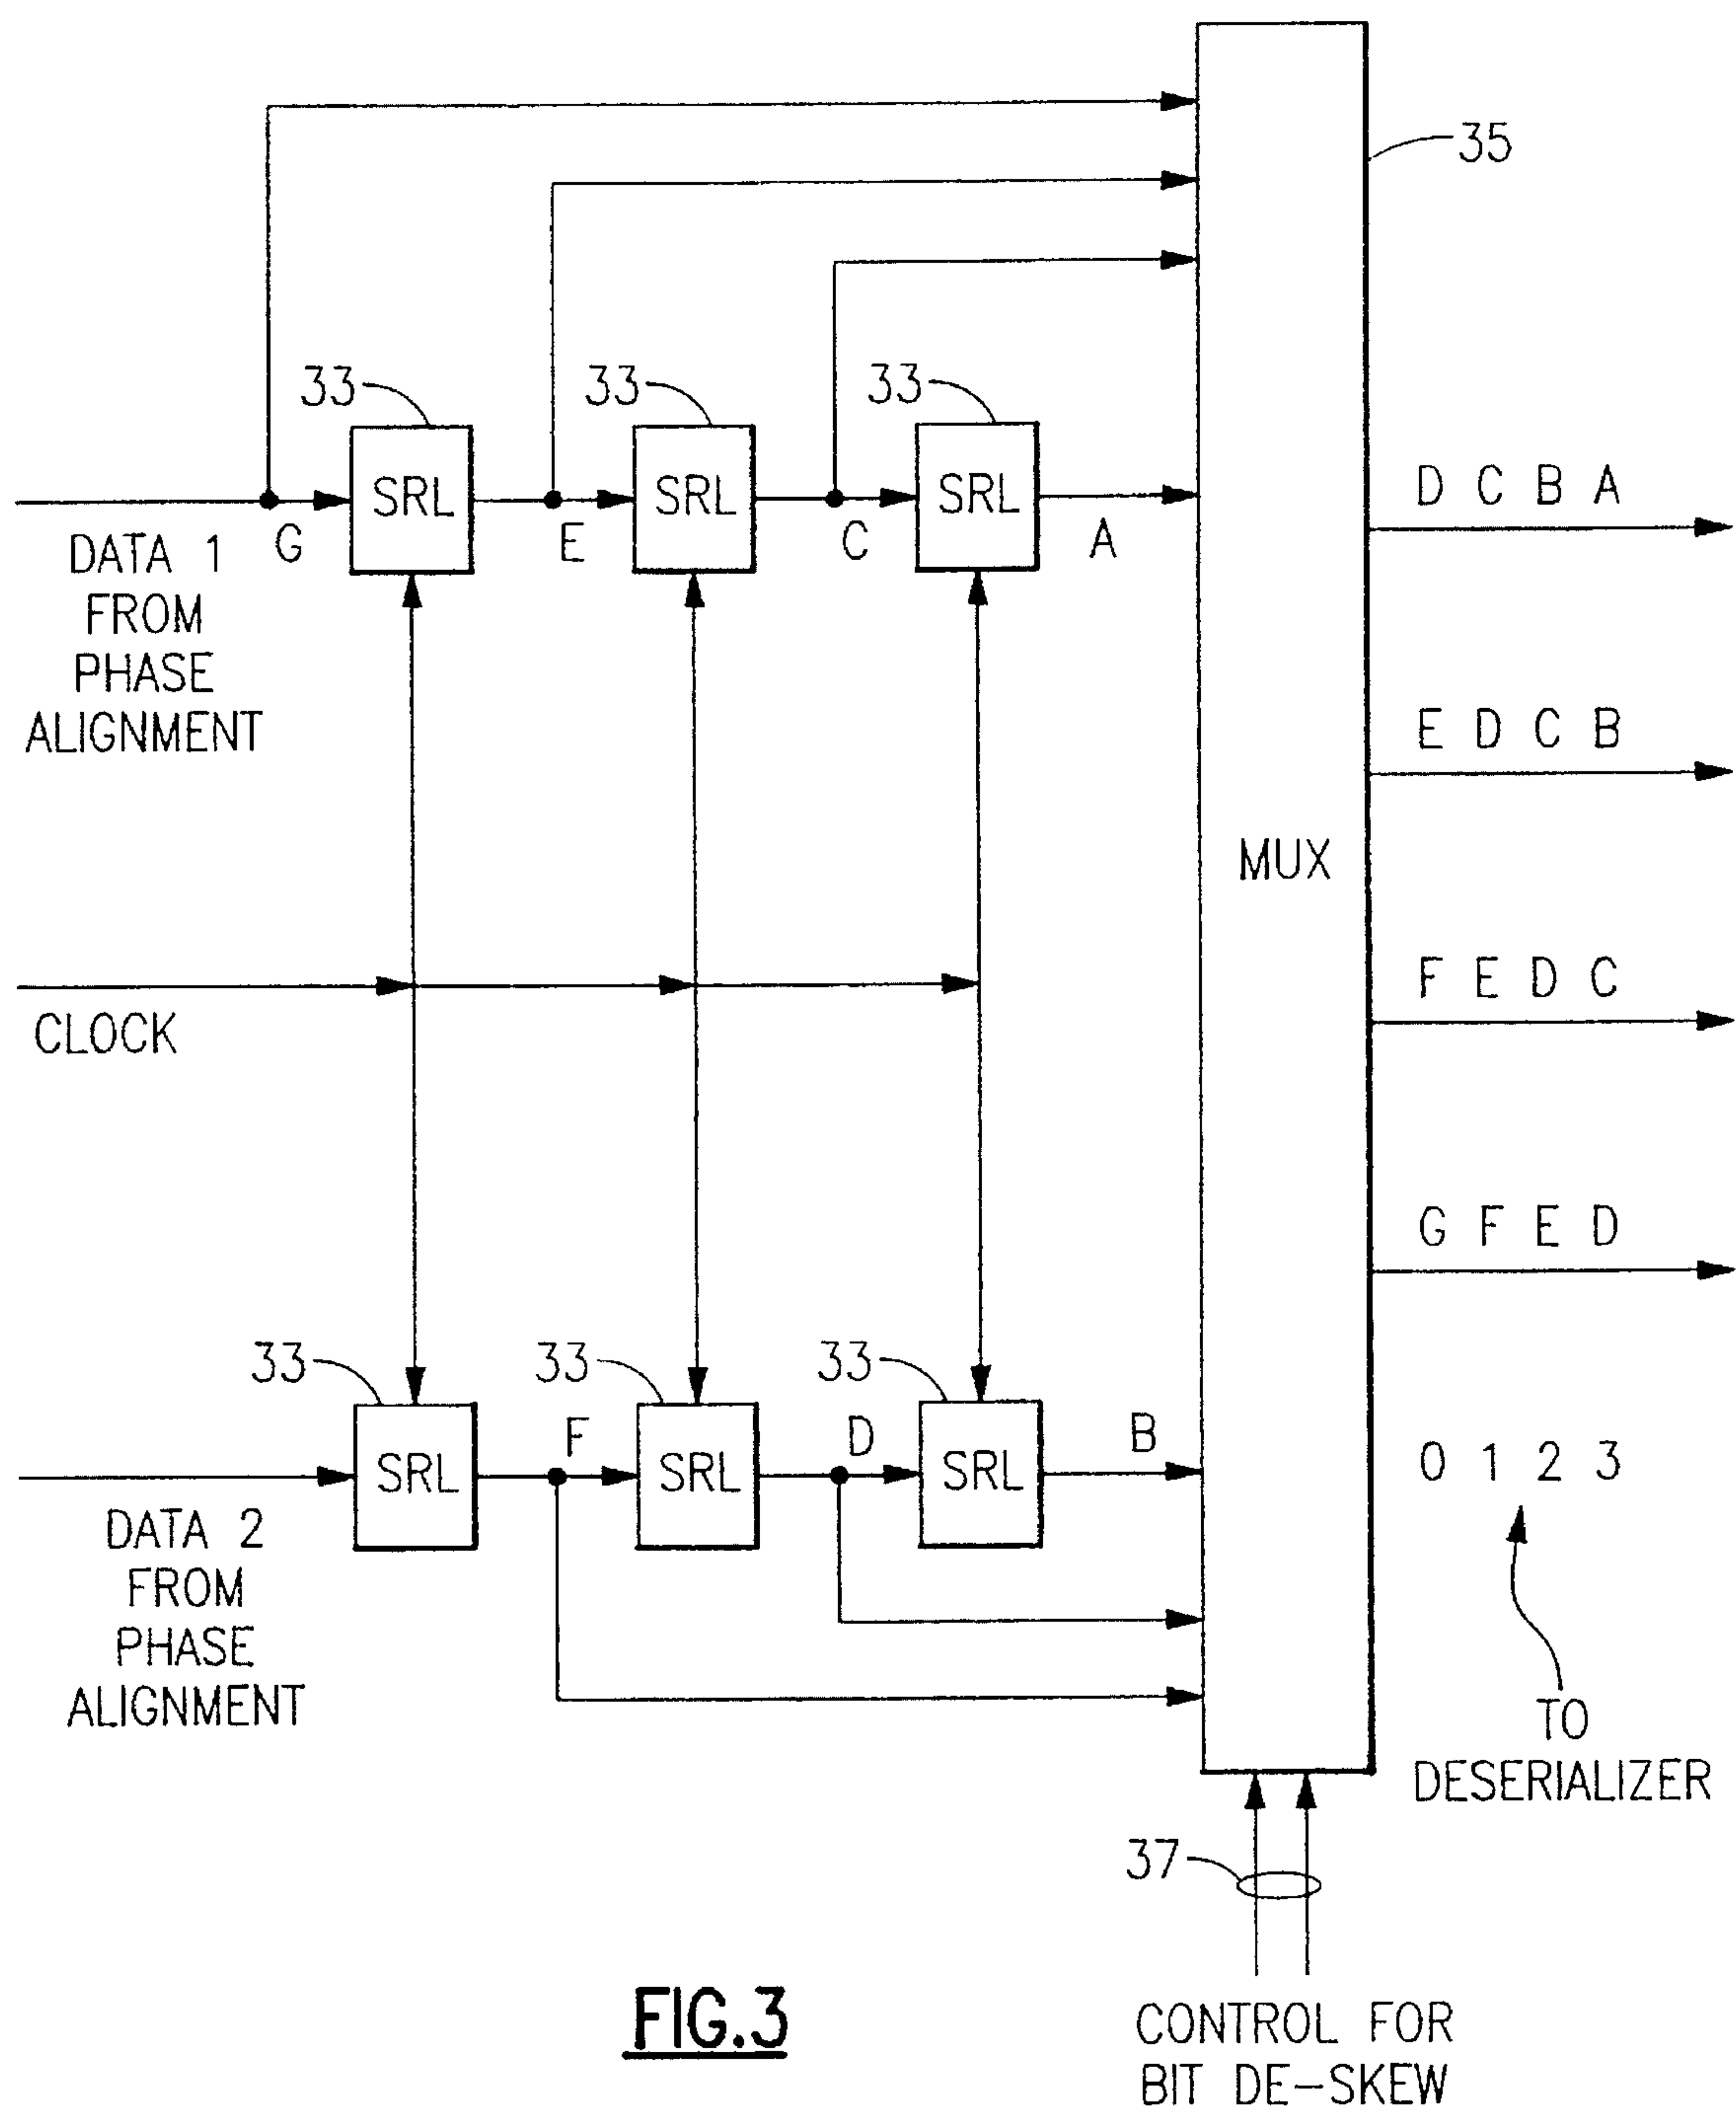 35
33 33 33
SRL SRL SRL
G E C A
DATA 1
FROM
PHASE
ALIGNMENT
D C B A
E D C B
MUX
CLOCK
F E D C
G F E D
33 33 33
F D B
SRL SRL SRL
DATA 2
FROM
PHASE
ALIGNMENT
0 1 2 3
TO
DESERIALIZER
37
CONTROL FOR
BIT DE-SKEW
FIG.3